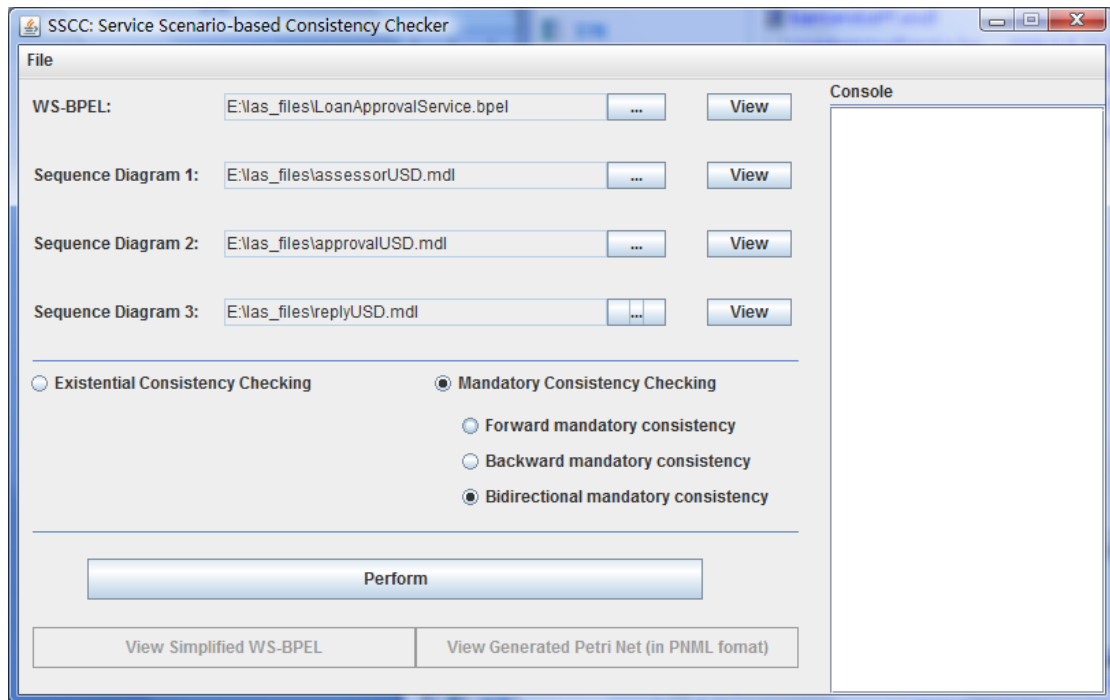 SSCC: Service Scenario-based Consistency Checker
File
WS-BPEL: E:\las_files\LoanApprovalService.bpel ... View
Console
Sequence Diagram 1: E:\las_files\assessorUSD.mdl ... View
Sequence Diagram 2: E:\las_files\approvalUSD.mdl ... View
Sequence Diagram 3: E:\las_files\replyUSD.mdl ... View
Existential Consistency Checking Mandatory Consistency Checking
Forward mandatory consistency
Backward mandatory consistency
Bidirectional mandatory consistency
Perform
View Simplified WS-BPEL View Generated Petri Net (in PNML fomat)